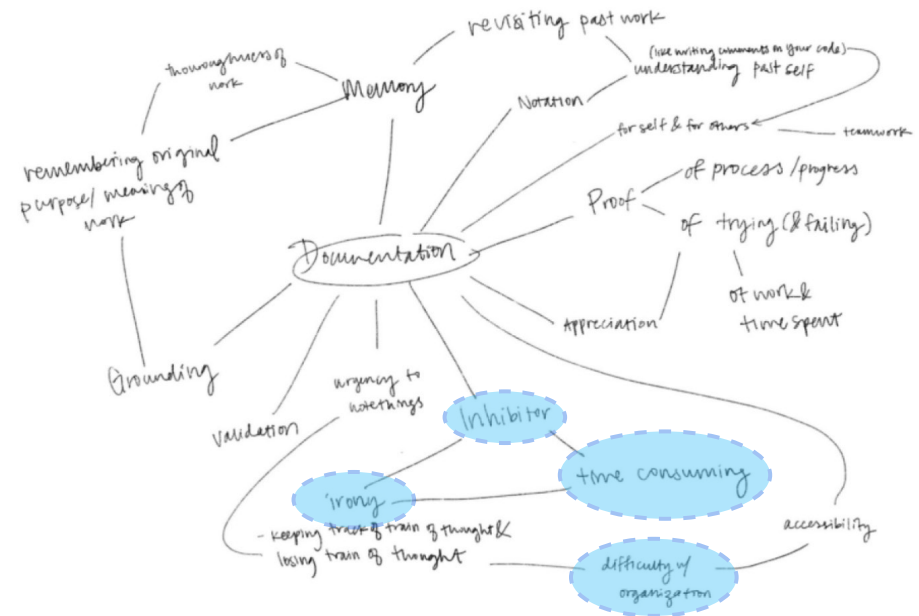 revisiting past work
(like writing comments on your code)
understanding past self
thouroughness of
work
Memory
Notation
for self & for others
teamwork
remembering original
purpose/meaning of
work
Proof
of process/progress
of trying (& failing)
Documentation
of work &
time spent
Appreciation
Grounding
urgency to
note things
Validation
Inhibitor
time consuming
irony
- keeping track of train of thought &
losing train of thought
accessibility
difficulty w/
organization